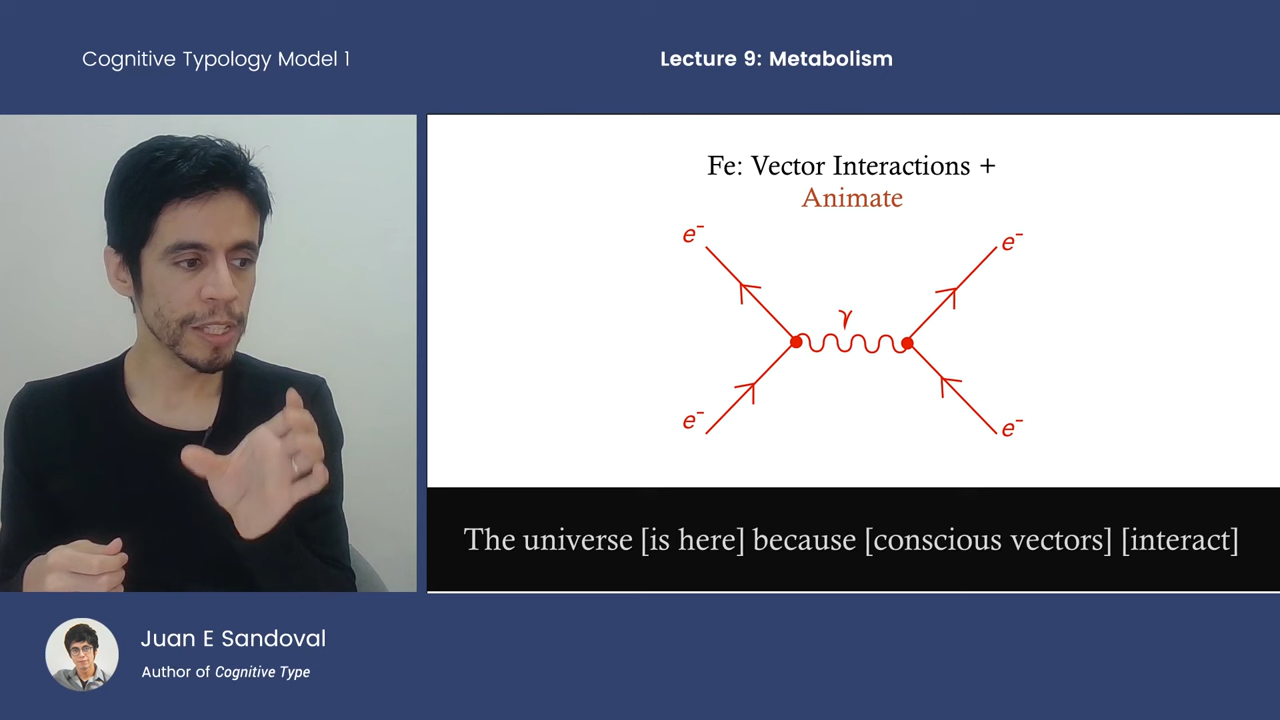 Cognitive Typology Model 1
Lecture 9: Metabolism
Fe: Vector Interactions +
Animate
e⁻
e⁻
γ
e⁻
e⁻
The universe [is here] because [conscious vectors] [interact]
Juan E Sandoval
Author of Cognitive Type